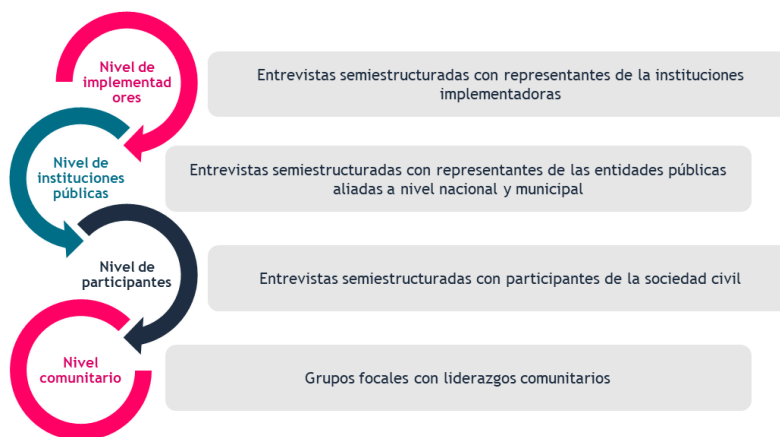 Nivel de
implementad
ores
Entrevistas semiestructuradas con representantes de la instituciones
implementadoras
Nivel de
instituciones
públicas
Entrevistas semiestructuradas con representantes de las entidades públicas
aliadas a nivel nacional y municipal
Nivel de
participantes
Entrevistas semiestructuradas con participantes de la sociedad civil
Nivel
comunitario
Grupos focales con liderazgos comunitarios